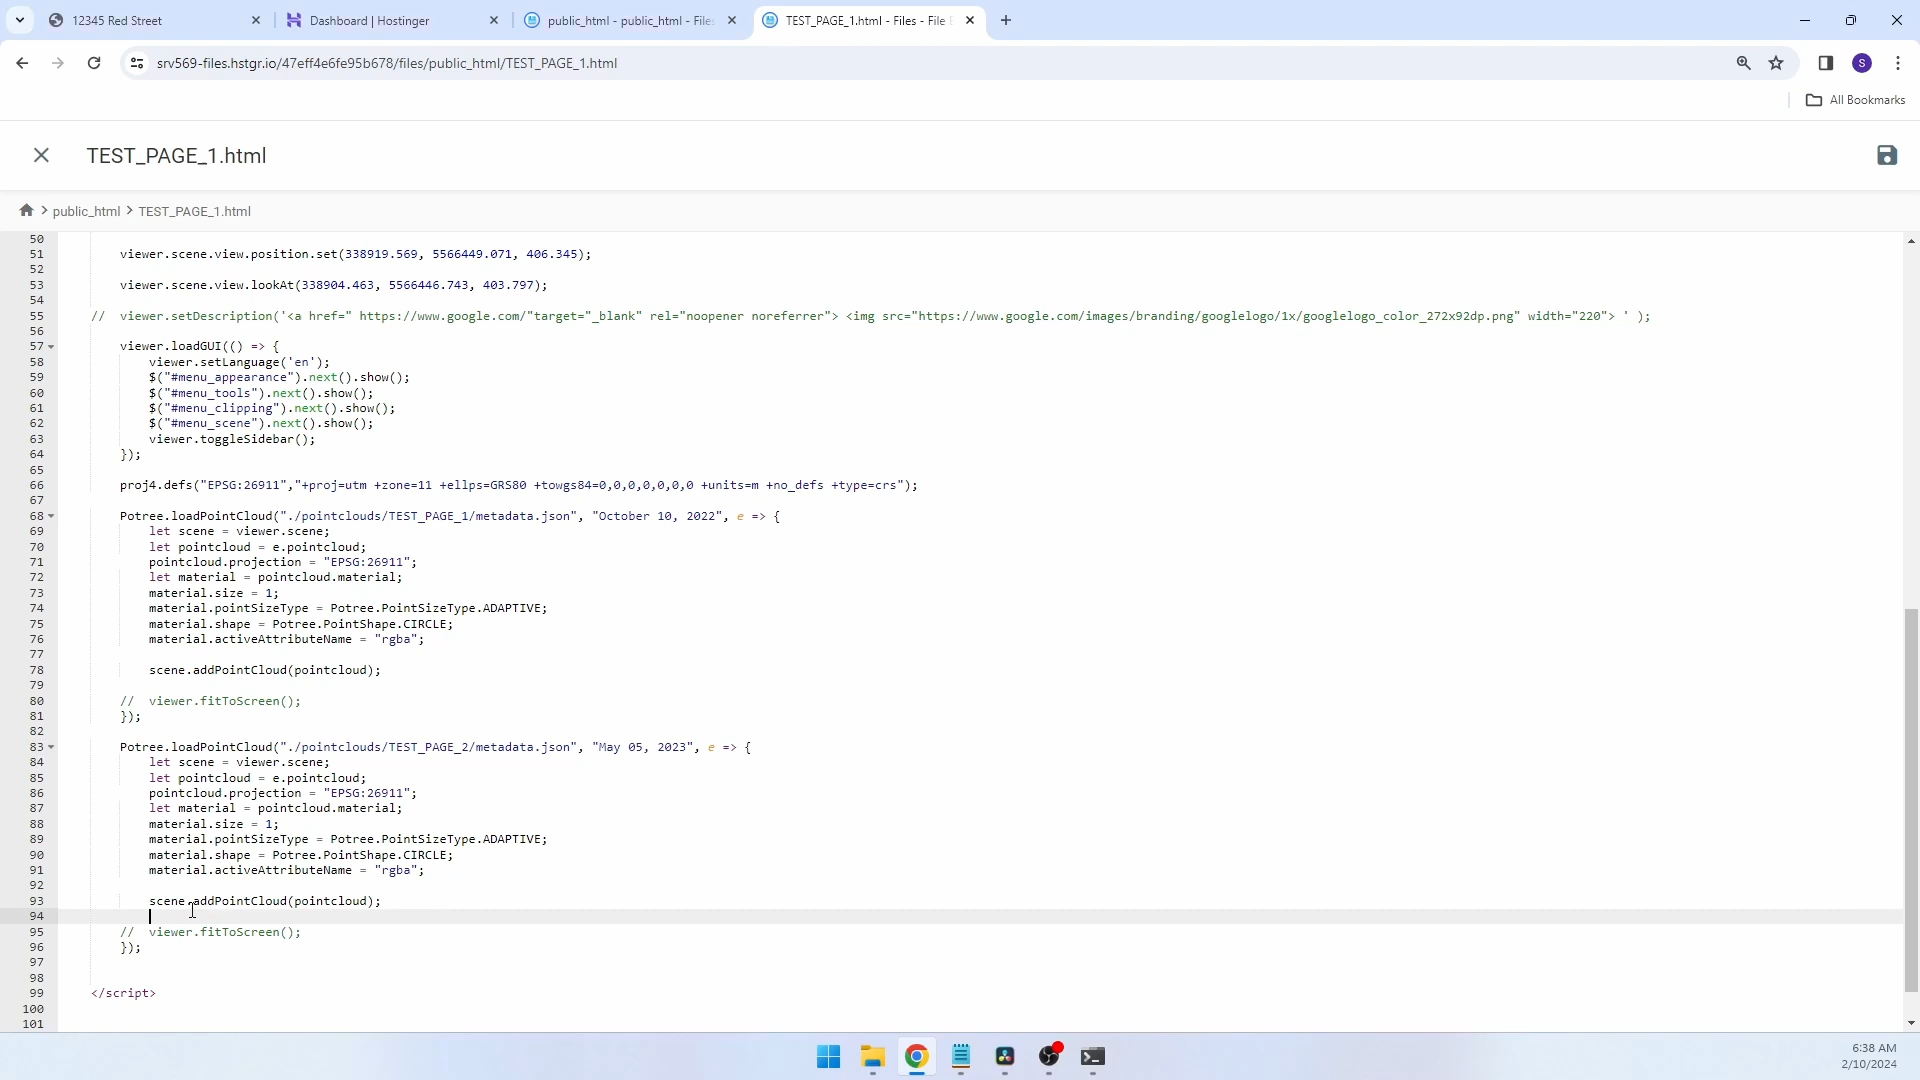 12345 Red Street
Dashboard | Hostinger
public_html - public_html - File
TEST_PAGE_1.html - Files - File E
srv569-files.hstgr.io/47eff4e6fe95b678/files/public_html/TEST_PAGE_1.html
S
All Bookmarks
TEST_PAGE_1.html
public_html > TEST_PAGE_1.html
50
51 viewer.scene.view.position.set(338919.569, 5566449.071, 406.345);
52
53 viewer.scene.view.lookAt(338904.463, 5566446.743, 403.797);
54
55 // viewer.setDescription('<a href=" https://www.google.com/"target="_blank" rel="noopener noreferrer"> <img src="https://www.google.com/images/branding/googlelogo/1x/googlelogo_color_272x92dp.png" width="220"> ' );
56
57 viewer.loadGUI(() => {
58 viewer.setLanguage('en');
59 $("#menu_appearance").next().show();
60 $("#menu_tools").next().show();
61 $("#menu_clipping").next().show();
62 $("#menu_scene").next().show();
63 viewer.toggleSidebar();
64 });
65
66 proj4.defs("EPSG:26911","+proj=utm +zone=11 +ellps=GRS80 +towgs84=0,0,0,0,0,0,0 +units=m +no_defs +type=crs");
67
68 Potree.loadPointCloud("./pointclouds/TEST_PAGE_1/metadata.json", "October 10, 2022", e => {
69 let scene = viewer.scene;
70 let pointcloud = e.pointcloud;
71 pointcloud.projection = "EPSG:26911";
72 let material = pointcloud.material;
73 material.size = 1;
74 material.pointSizeType = Potree.PointSizeType.ADAPTIVE;
75 material.shape = Potree.PointShape.CIRCLE;
76 material.activeAttributeName = "rgba";
77
78 scene.addPointCloud(pointcloud);
79
80 // viewer.fitToScreen();
81 });
82
83 Potree.loadPointCloud("./pointclouds/TEST_PAGE_2/metadata.json", "May 05, 2023", e => {
84 let scene = viewer.scene;
85 let pointcloud = e.pointcloud;
86 pointcloud.projection = "EPSG:26911";
87 let material = pointcloud.material;
88 material.size = 1;
89 material.pointSizeType = Potree.PointSizeType.ADAPTIVE;
90 material.shape = Potree.PointShape.CIRCLE;
91 material.activeAttributeName = "rgba";
92
93 scene.addPointCloud(pointcloud);
94
95 // viewer.fitToScreen();
96 });
97
98
99 </script>
100
101
6:38 AM
2/10/2024